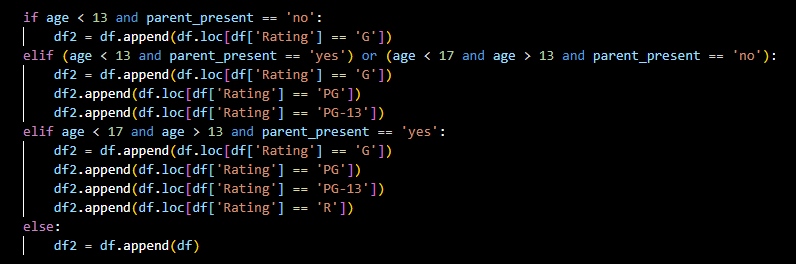 if age < 13 and parent_present == 'no':
    df2 = df.append(df.loc[df['Rating'] == 'G'])
elif (age < 13 and parent_present == 'yes') or (age < 17 and age > 13 and parent_present == 'no'):
    df2 = df.append(df.loc[df['Rating'] == 'G'])
    df2.append(df.loc[df['Rating'] == 'PG'])
    df2.append(df.loc[df['Rating'] == 'PG-13'])
elif age < 17 and age > 13 and parent_present == 'yes':
    df2 = df.append(df.loc[df['Rating'] == 'G'])
    df2.append(df.loc[df['Rating'] == 'PG'])
    df2.append(df.loc[df['Rating'] == 'PG-13'])
    df2.append(df.loc[df['Rating'] == 'R'])
else:
    df2 = df.append(df)